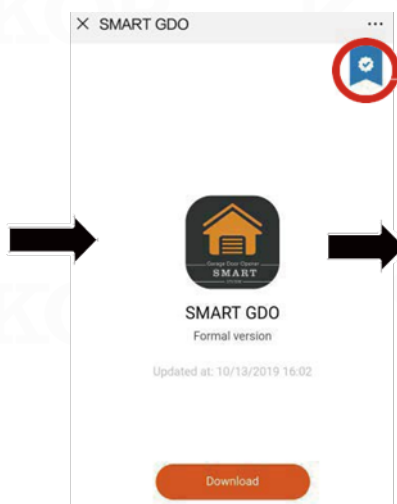 × SMART GDO ...
Garage Door Opener
SMART
SMART GDO
Formal version
Updated at: 10/13/2019 16:02
Download